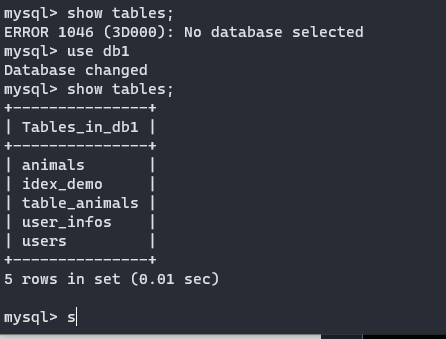 mysql> show tables;
ERROR 1046 (3D000): No database selected
mysql> use db1
Database changed
mysql> show tables;
+---------------+
| Tables_in_db1 |
+---------------+
| animals       |
| idex_demo     |
| table_animals |
| user_infos    |
| users         |
+---------------+
5 rows in set (0.01 sec)

mysql> s